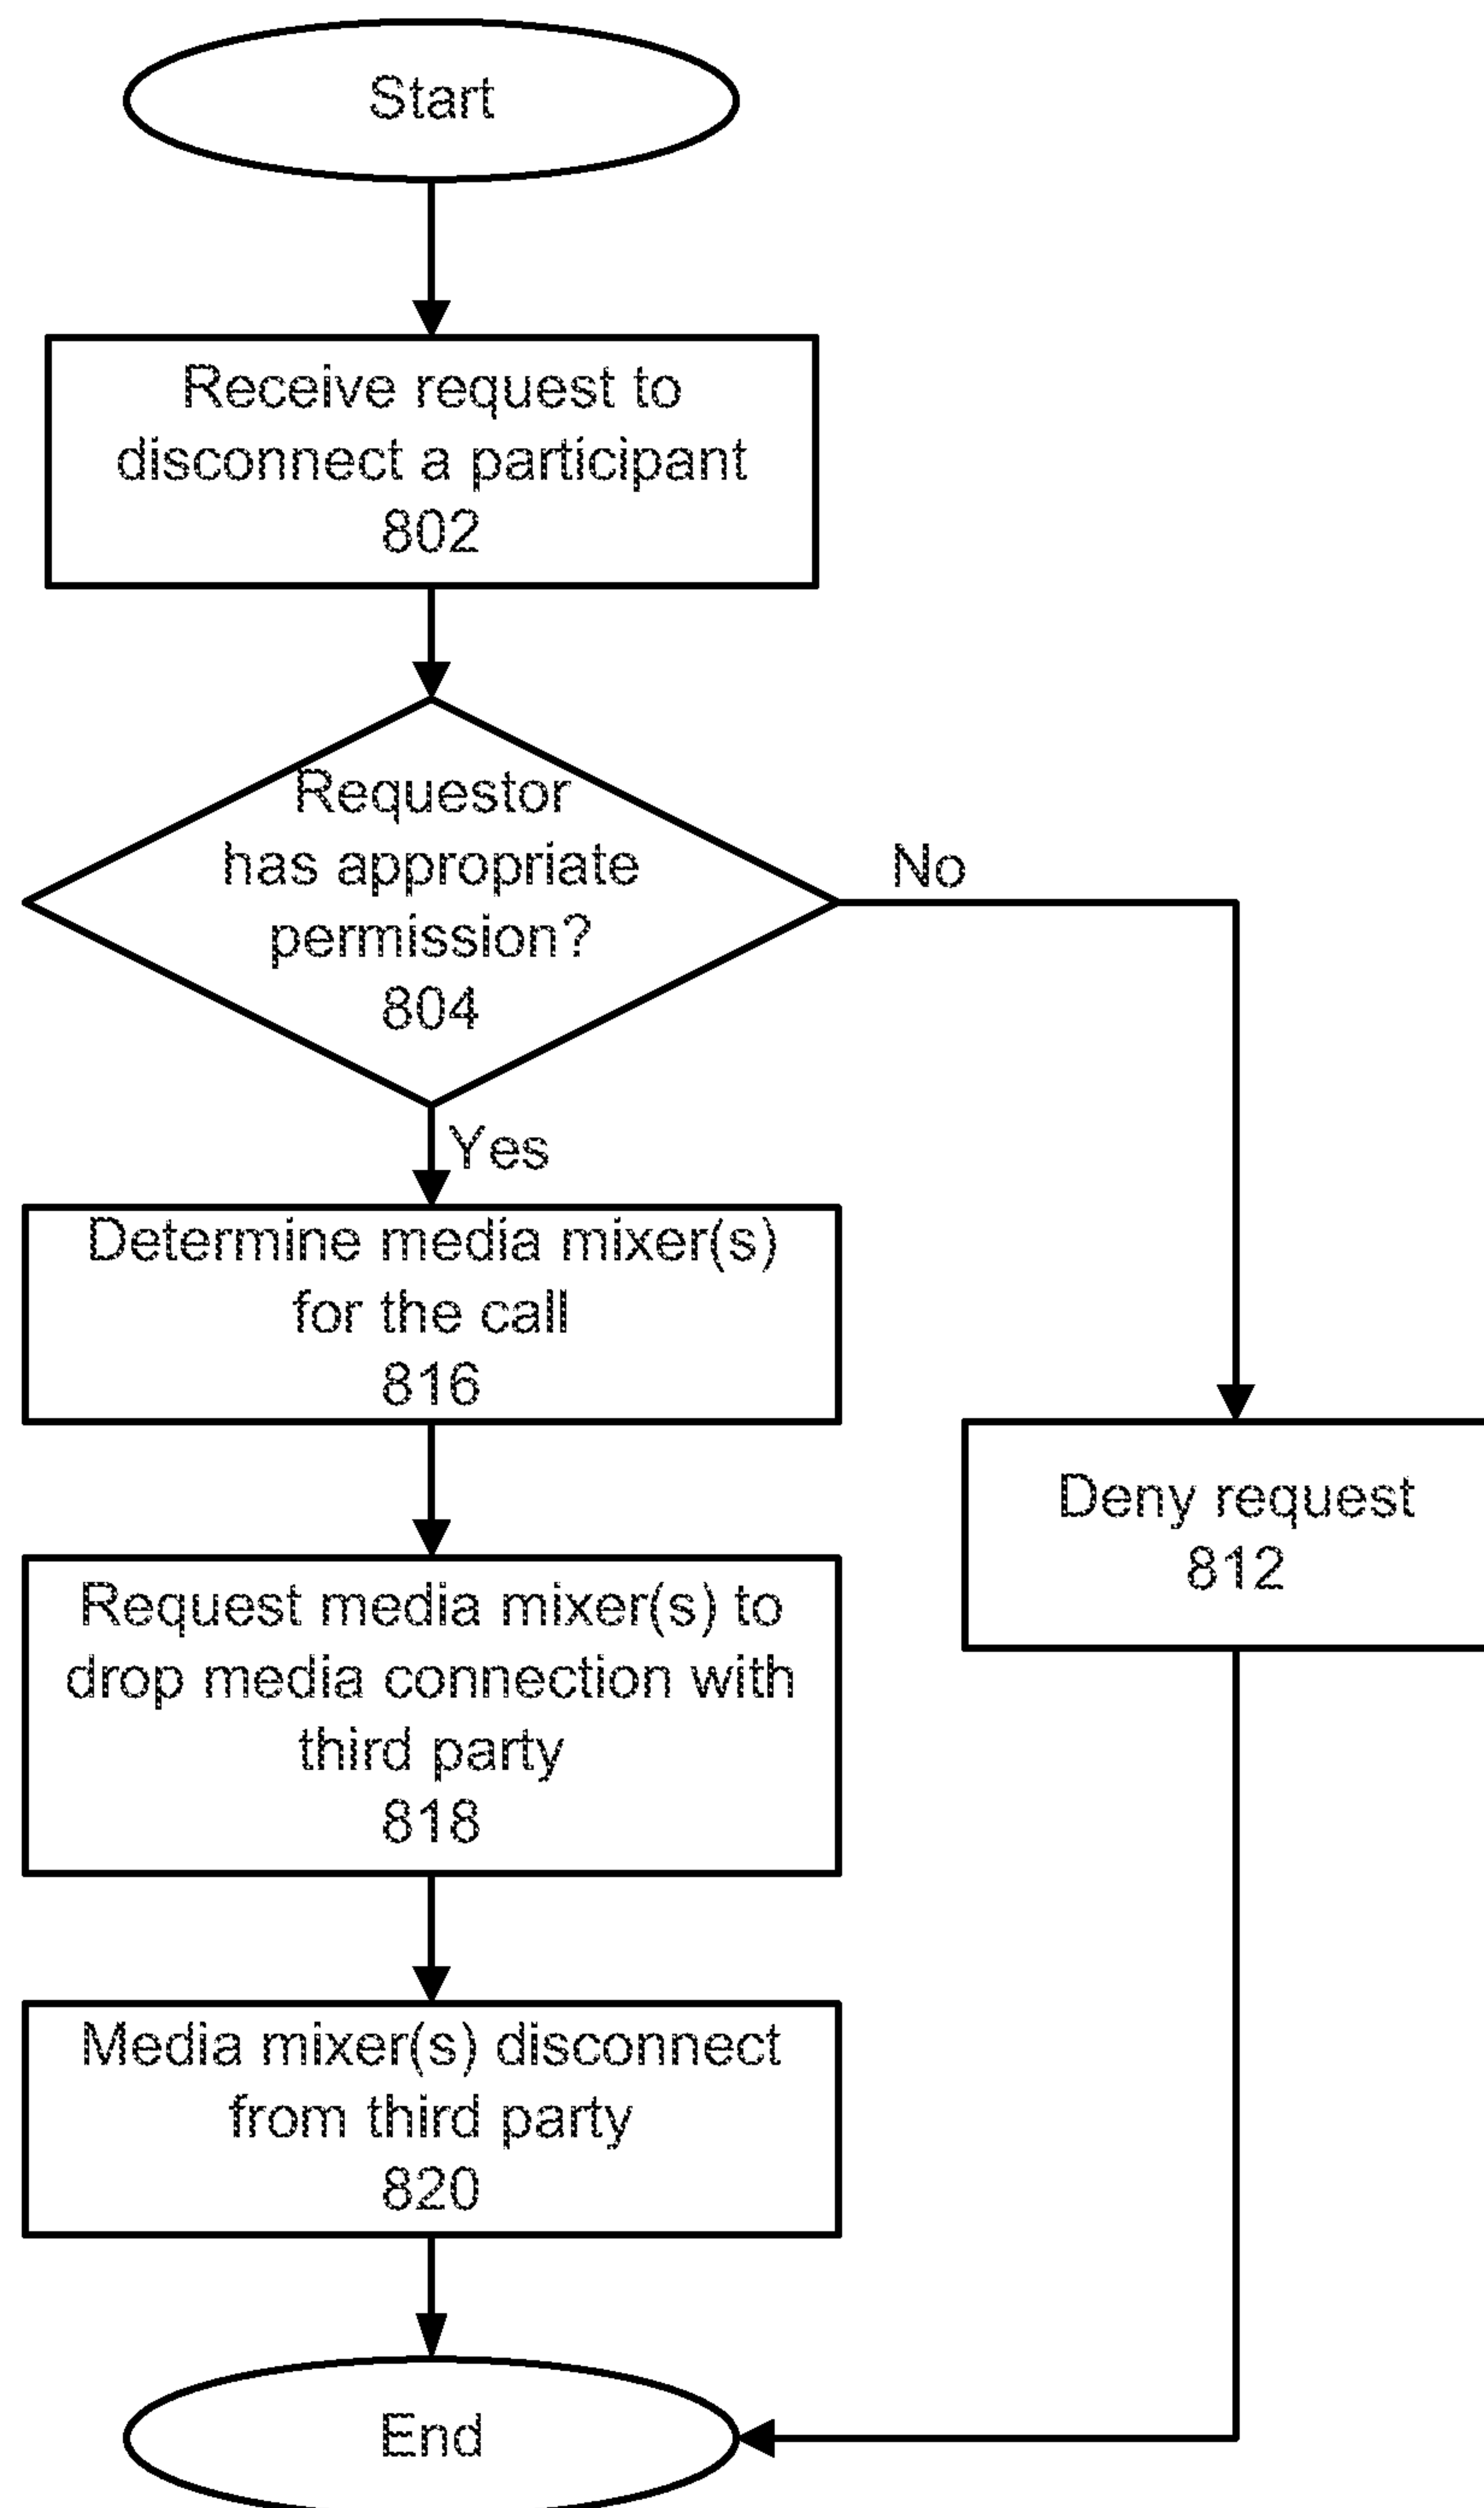 Start
Receive request to
disconnect a participant
802
Requestor
has appropriate
permission?
804
No
Yes
Determine media mixer(s)
for the call
816
Deny request
812
Request media mixer(s) to
drop media connection with
third party
818
Media mixer(s) disconnect
from third party
820
End